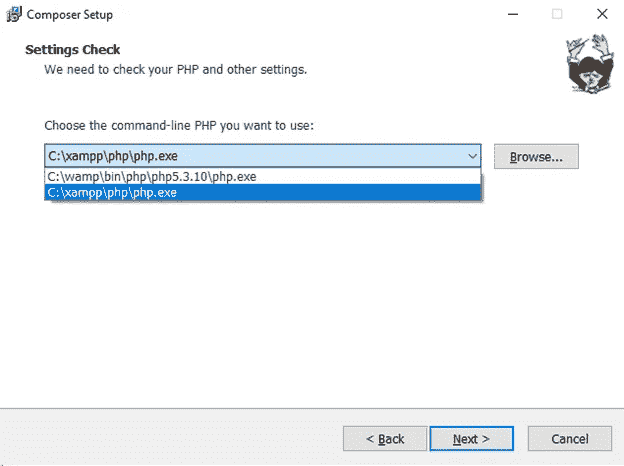 Composer Setup
Settings Check
We need to check your PHP and other settings.
Choose the command-line PHP you want to use:
C:\xampp\php\php.exe
Browse...
C:\wamp\bin\php\php5.3.10\php.exe
C:\xampp\php\php.exe
< Back
Next >
Cancel